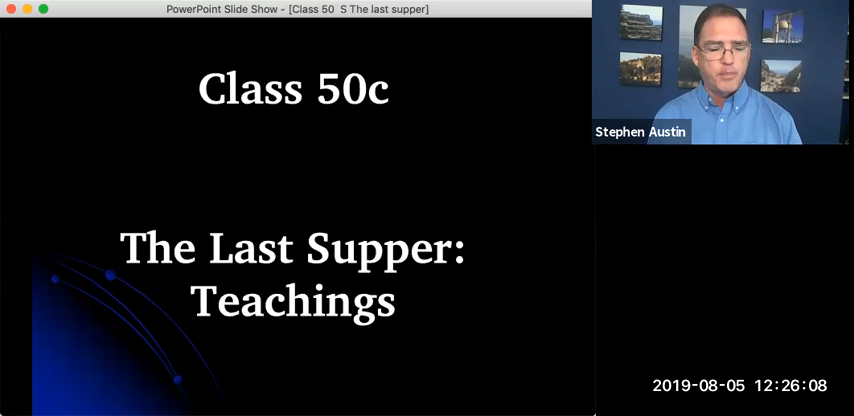 PowerPoint Slide Show - [Class 50  S The last supper]
Class 50c
The Last Supper:
Teachings
Stephen Austin
2019-08-05 12:26:08